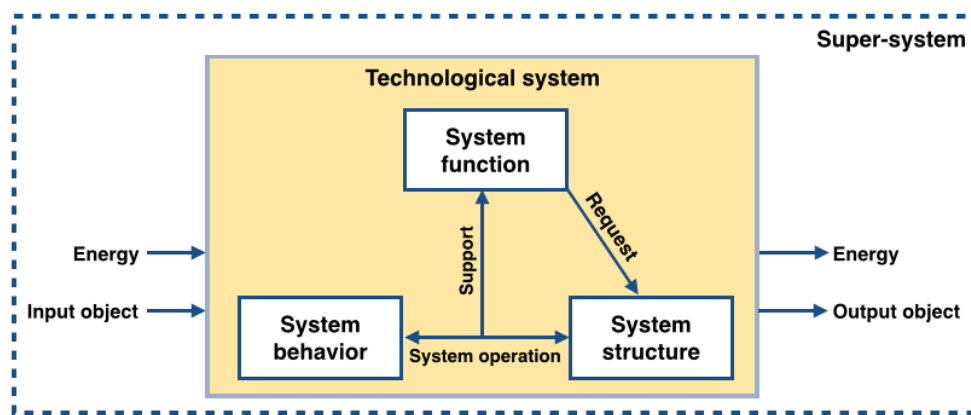 Super-system
Technological system
System
function
Request
Support
Energy
Energy
Input object
Output object
System
behavior
System operation
System
structure